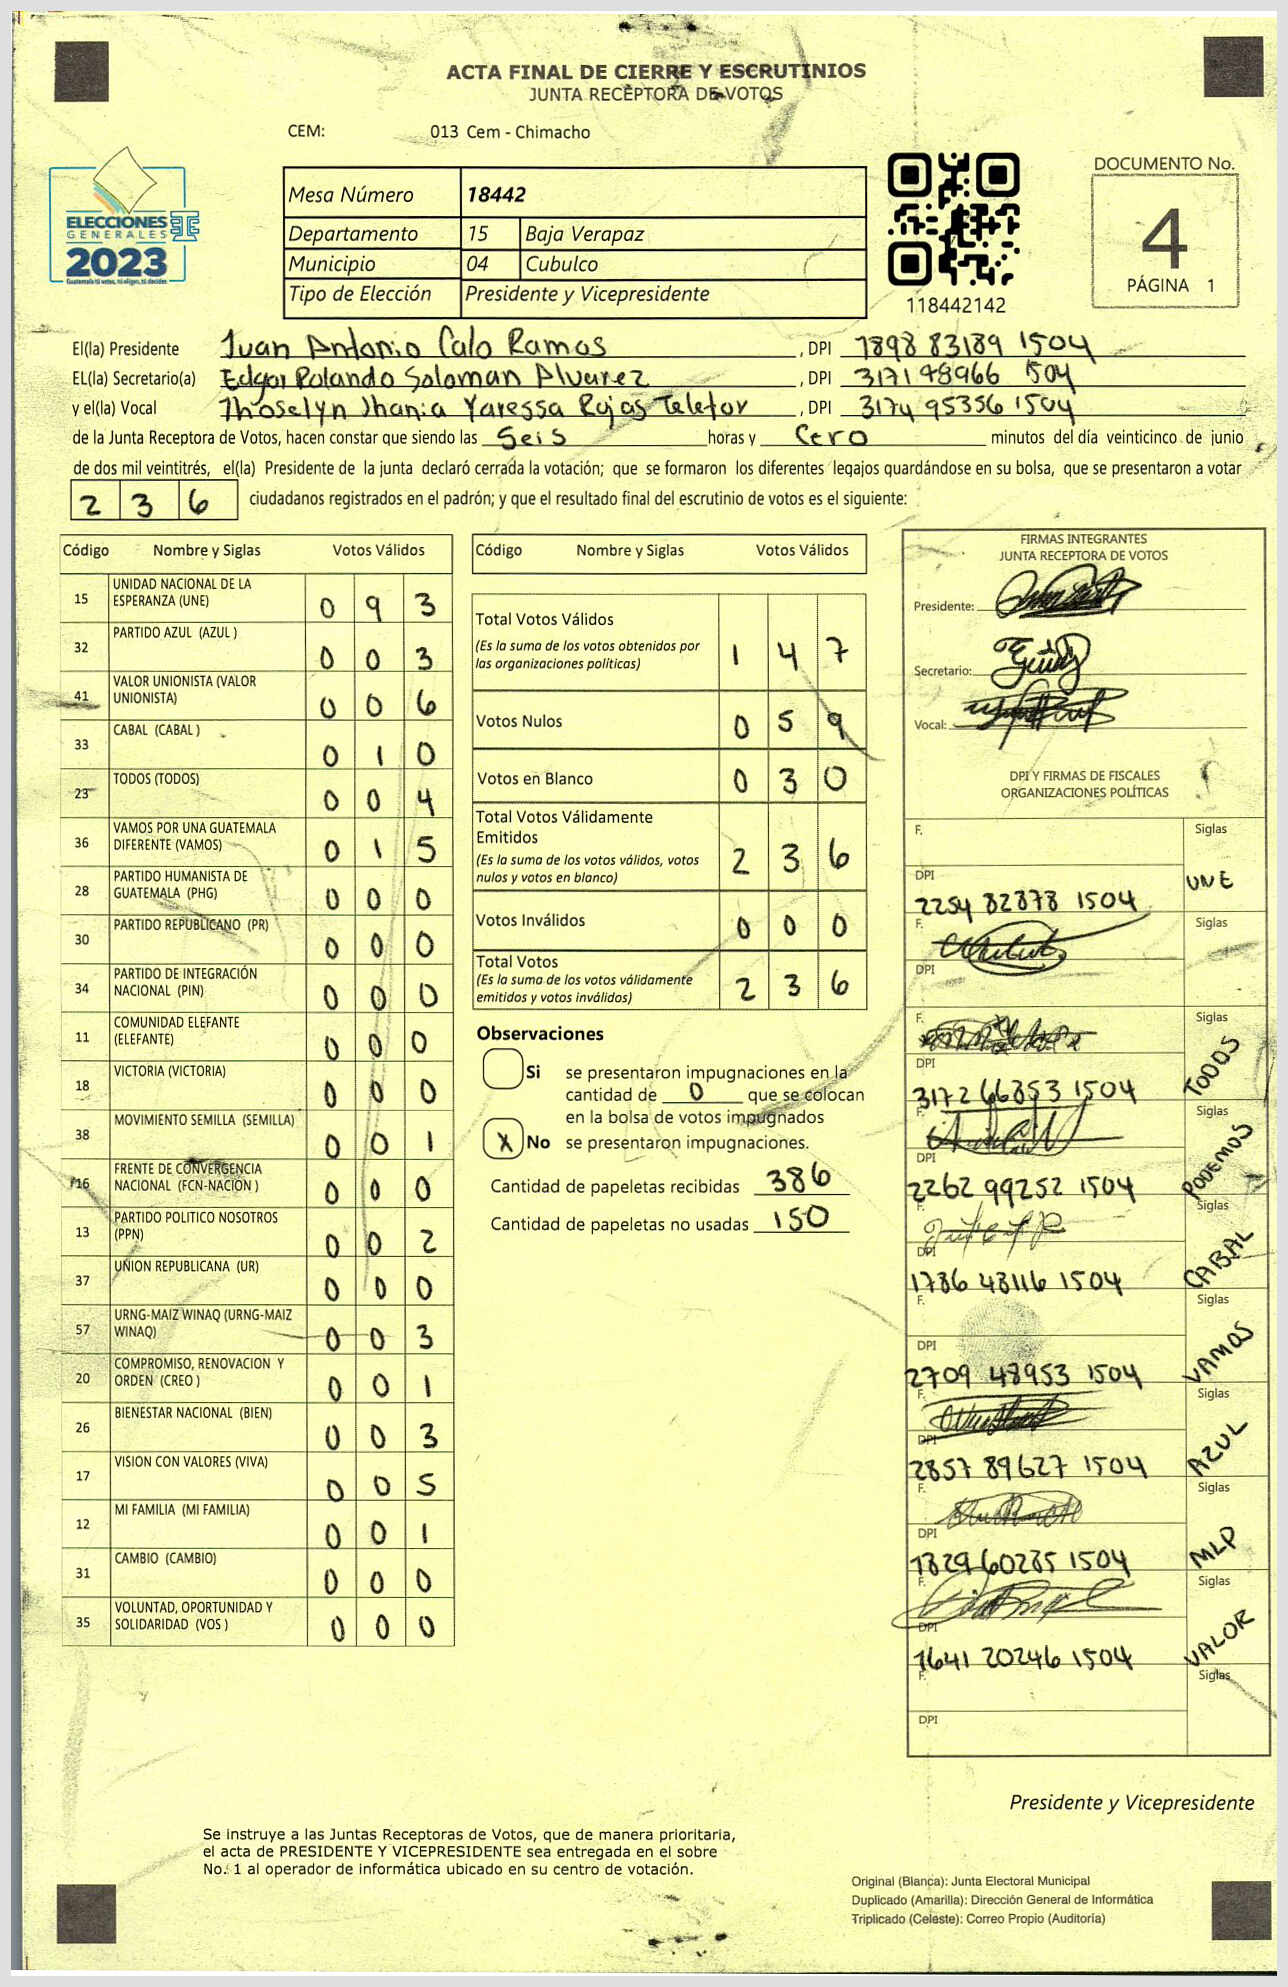 ACTA FINAL DE CIERRE Y ESCRUTINIOS
JUNTA RECEPTORA DE VOTOS
CEM: 013 Cem - Chimacho
DOCUMENTO No.
4
PÁGINA 1
ELECCIONES
GENERALES
2023
Guatemala tú votes, tú eliges, tú decides
Mesa Número 18442
Departamento 15 Baja Verapaz
Municipio 04 Cubulco
Tipo de Elección Presidente y Vicepresidente
118442142
El(la) Presidente Juan Antonio Calo Ramos , DPI 1898 83189 1504
EL(la) Secretario(a) Edgar Rolando Soloman Alvarez , DPI 3171 98966 1504
y el(la) Vocal Jhoselyn Jhania Yaressa Rojas , DPI 3174 95356 1504
de la Junta Receptora de Votos, hacen constar que siendo las Seis horas y Cero minutos del día veinticinco de junio
de dos mil veintitrés, el(la) Presidente de la junta declaró cerrada la votación; que se formaron los diferentes legajos guardándose en su bolsa, que se presentaron a votar
236 ciudadanos registrados en el padrón; y que el resultado final del escrutinio de votos es el siguiente:
Código Nombre y Siglas Votos Válidos
15 UNIDAD NACIONAL DE LA ESPERANZA (UNE) 0 9 3
32 PARTIDO AZUL (AZUL ) 0 0 3
41 VALOR UNIONISTA (VALOR UNIONISTA) 0 0 6
33 CABAL (CABAL ) 0 1 0
23 TODOS (TODOS) 0 0 4
36 VAMOS POR UNA GUATEMALA DIFERENTE (VAMOS) 0 1 5
28 PARTIDO HUMANISTA DE GUATEMALA (PHG) 0 0 0
30 PARTIDO REPUBLICANO (PR) 0 0 0
34 PARTIDO DE INTEGRACIÓN NACIONAL (PIN) 0 0 0
11 COMUNIDAD ELEFANTE (ELEFANTE) 0 0 0
18 VICTORIA (VICTORIA) 0 0 0
38 MOVIMIENTO SEMILLA (SEMILLA) 0 0 1
16 FRENTE DE CONVERGENCIA NACIONAL (FCN-NACION ) 0 0 0
13 PARTIDO POLITICO NOSOTROS (PPN) 0 0 2
37 UNION REPUBLICANA (UR) 0 0 0
57 URNG-MAIZ WINAQ (URNG-MAIZ WINAQ) 0 0 3
20 COMPROMISO, RENOVACION Y ORDEN (CREO ) 0 0 1
26 BIENESTAR NACIONAL (BIEN) 0 0 3
17 VISION CON VALORES (VIVA) 0 0 5
12 MI FAMILIA (MI FAMILIA) 0 0 1
31 CAMBIO (CAMBIO) 0 0 0
35 VOLUNTAD, OPORTUNIDAD Y SOLIDARIDAD (VOS ) 0 0 0
Código Nombre y Siglas Votos Válidos
Total Votos Válidos 1 4 7
(Es la suma de los votos obtenidos por
las organizaciones políticas)
Votos Nulos 0 5 9
Votos en Blanco 0 3 0
Total Votos Válidamente
Emitidos 2 3 6
(Es la suma de los votos válidos, votos
nulos y votos en blanco)
Votos Inválidos 0 0 0
Total Votos 2 3 6
(Es la suma de los votos válidamente
emitidos y votos inválidos)
Observaciones
Si se presentaron impugnaciones en la
cantidad de 0 que se colocan
en la bolsa de votos impugnados
X No se presentaron impugnaciones.
Cantidad de papeletas recibidas 386
Cantidad de papeletas no usadas 150
FIRMAS INTEGRANTES
JUNTA RECEPTORA DE VOTOS
Presidente:
Secretario:
Vocal:
DPI Y FIRMAS DE FISCALES
ORGANIZACIONES POLÍTICAS
F. Siglas
DPI 2254 82878 1504 UNE
F. Siglas
DPI
F. Siglas
DPI 3172 66353 1504 TODOS
F. Siglas
DPI 2262 99252 1504 PODEMOS
F. Siglas
DPI 1786 48116 1504 CABAL
F. Siglas
DPI 2709 48953 1504 VAMOS
F. Siglas
DPI 2857 89627 1504 AZUL
F. Siglas
DPI 1829 60285 1504 MLP
F. Siglas
DPI 1641 20246 1504 VALOR
F. Siglas
DPI
Presidente y Vicepresidente
Se instruye a las Juntas Receptoras de Votos, que de manera prioritaria,
el acta de PRESIDENTE Y VICEPRESIDENTE sea entregada en el sobre
No. 1 al operador de informática ubicado en su centro de votación.
Original (Blanca): Junta Electoral Municipal
Duplicado (Amarilla): Dirección General de Informática
Triplicado (Celeste): Correo Propio (Auditoría)